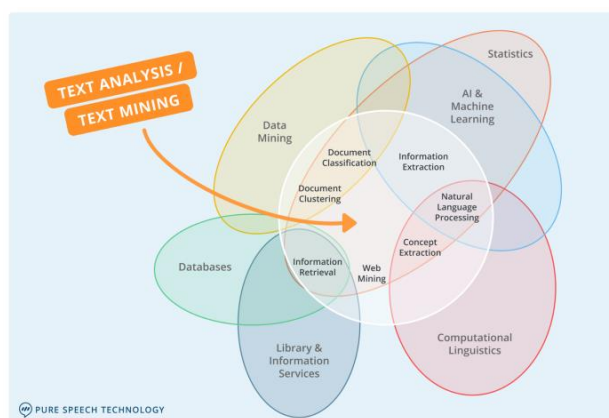 TEXT ANALYSIS /
TEXT MINING
Statistics
AI &
Machine
Learning
Data
Mining
Document
Classification
Information
Extraction
Document
Clustering
Natural
Language
Processing
Concept
Extraction
Databases
Information
Retrieval
Web
Mining
Library &
Information
Services
Computational
Linguistics
PURE SPEECH TECHNOLOGY